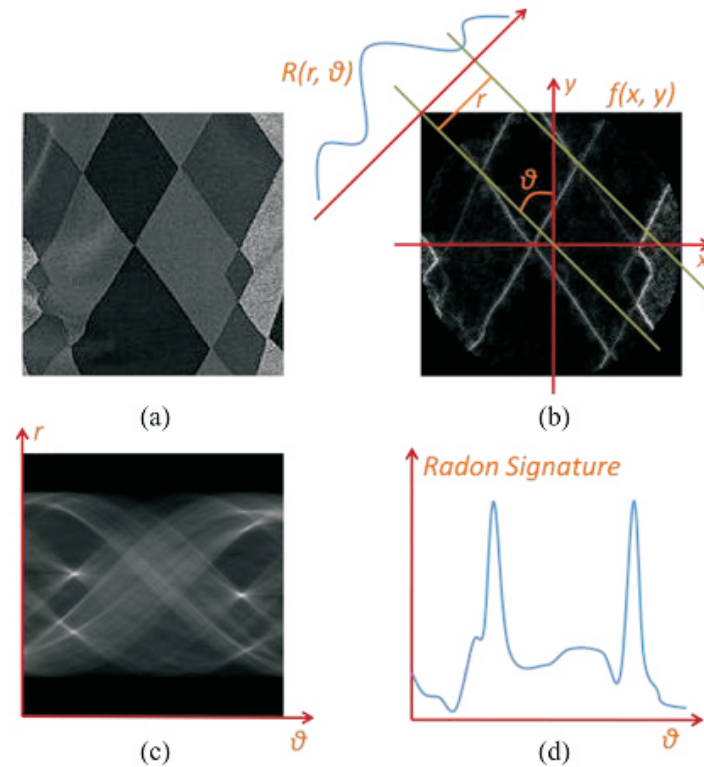 R(r, ϑ)
r
y
f(x, y)
ϑ
x
(a)
(b)
r
ϑ
(c)
Radon Signature
ϑ
(d)